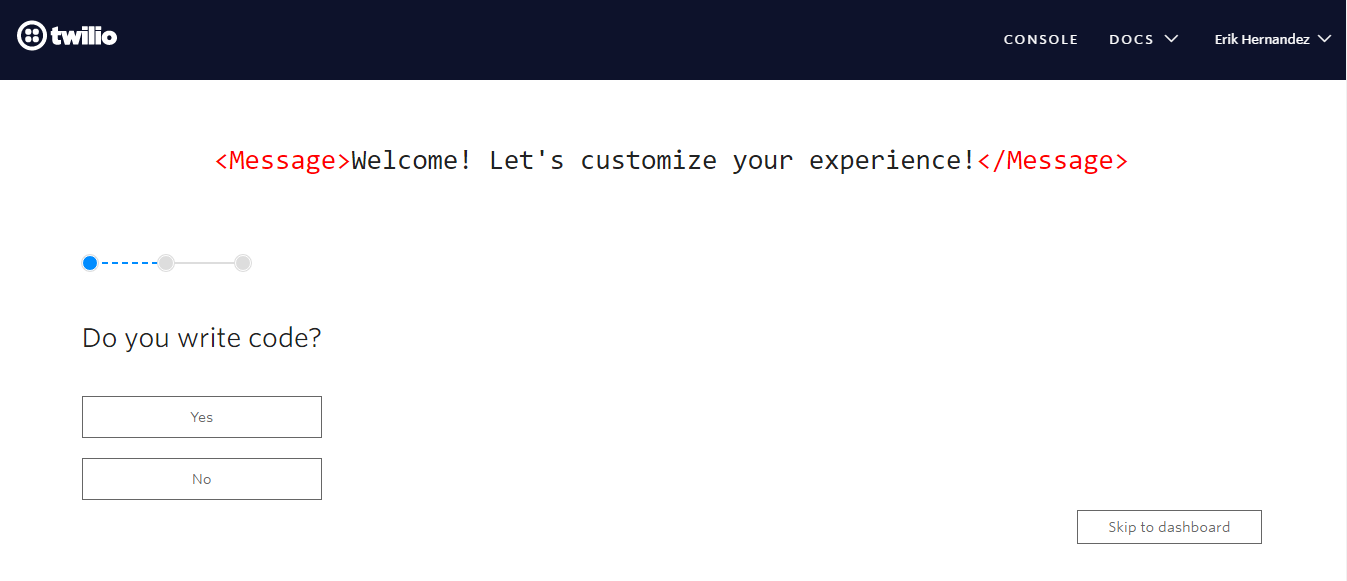 twilio
CONSOLE DOCS Erik Hernandez
<Message>Welcome! Let's customize your experience!</Message>
Do you write code?
Yes
No
Skip to dashboard